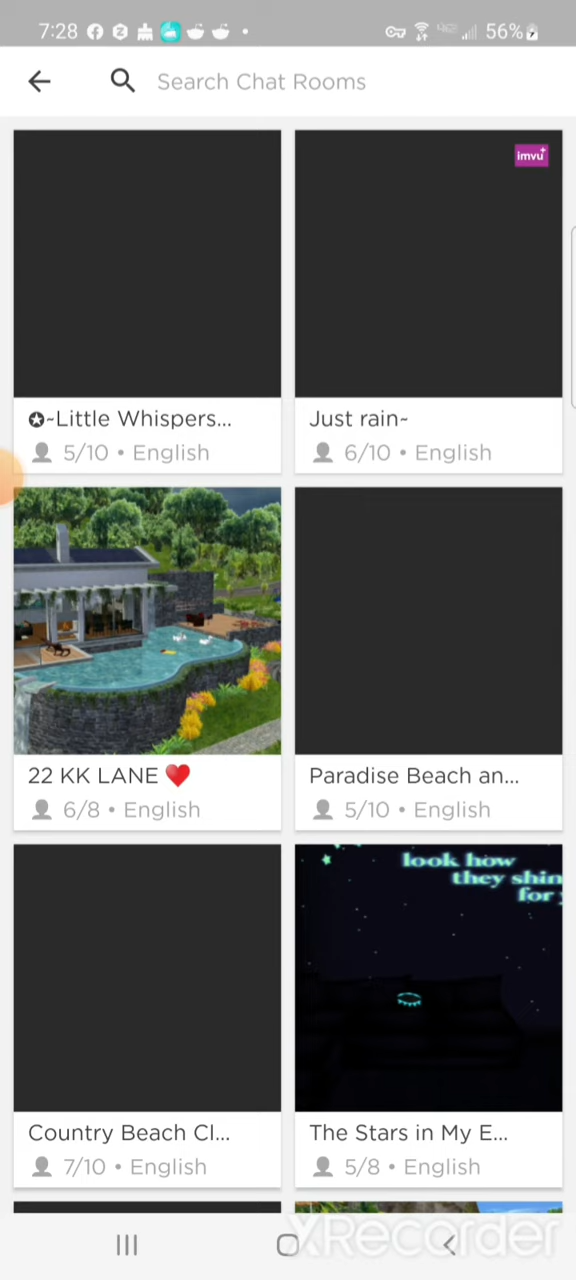 7:28
56%
Search Chat Rooms
imvu+
✪~Little Whispers...
5/10 • English
Just rain~
6/10 • English
22 KK LANE ❤️
6/8 • English
Paradise Beach an...
5/10 • English
look how
they shin
for y
Country Beach Cl...
7/10 • English
The Stars in My E...
5/8 • English
XRecorder